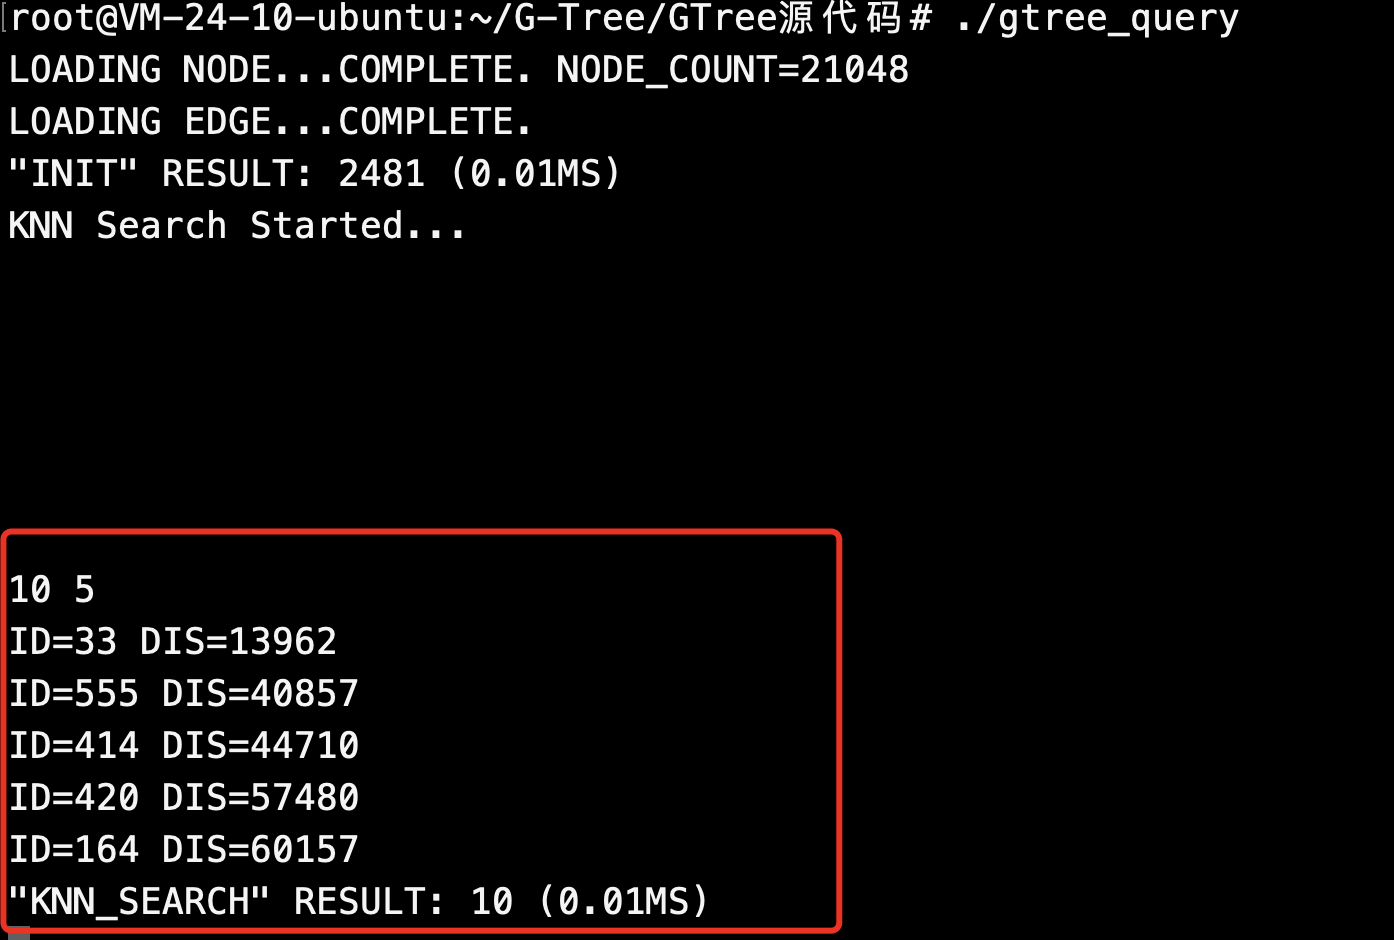 root@VM-24-10-ubuntu:~/G-Tree/GTree源代码# ./gtree_query
LOADING NODE...COMPLETE. NODE_COUNT=21048
LOADING EDGE...COMPLETE.
"INIT" RESULT: 2481 (0.01MS)
KNN Search Started...
10 5
ID=33 DIS=13962
ID=555 DIS=40857
ID=414 DIS=44710
ID=420 DIS=57480
ID=164 DIS=60157
"KNN_SEARCH" RESULT: 10 (0.01MS)